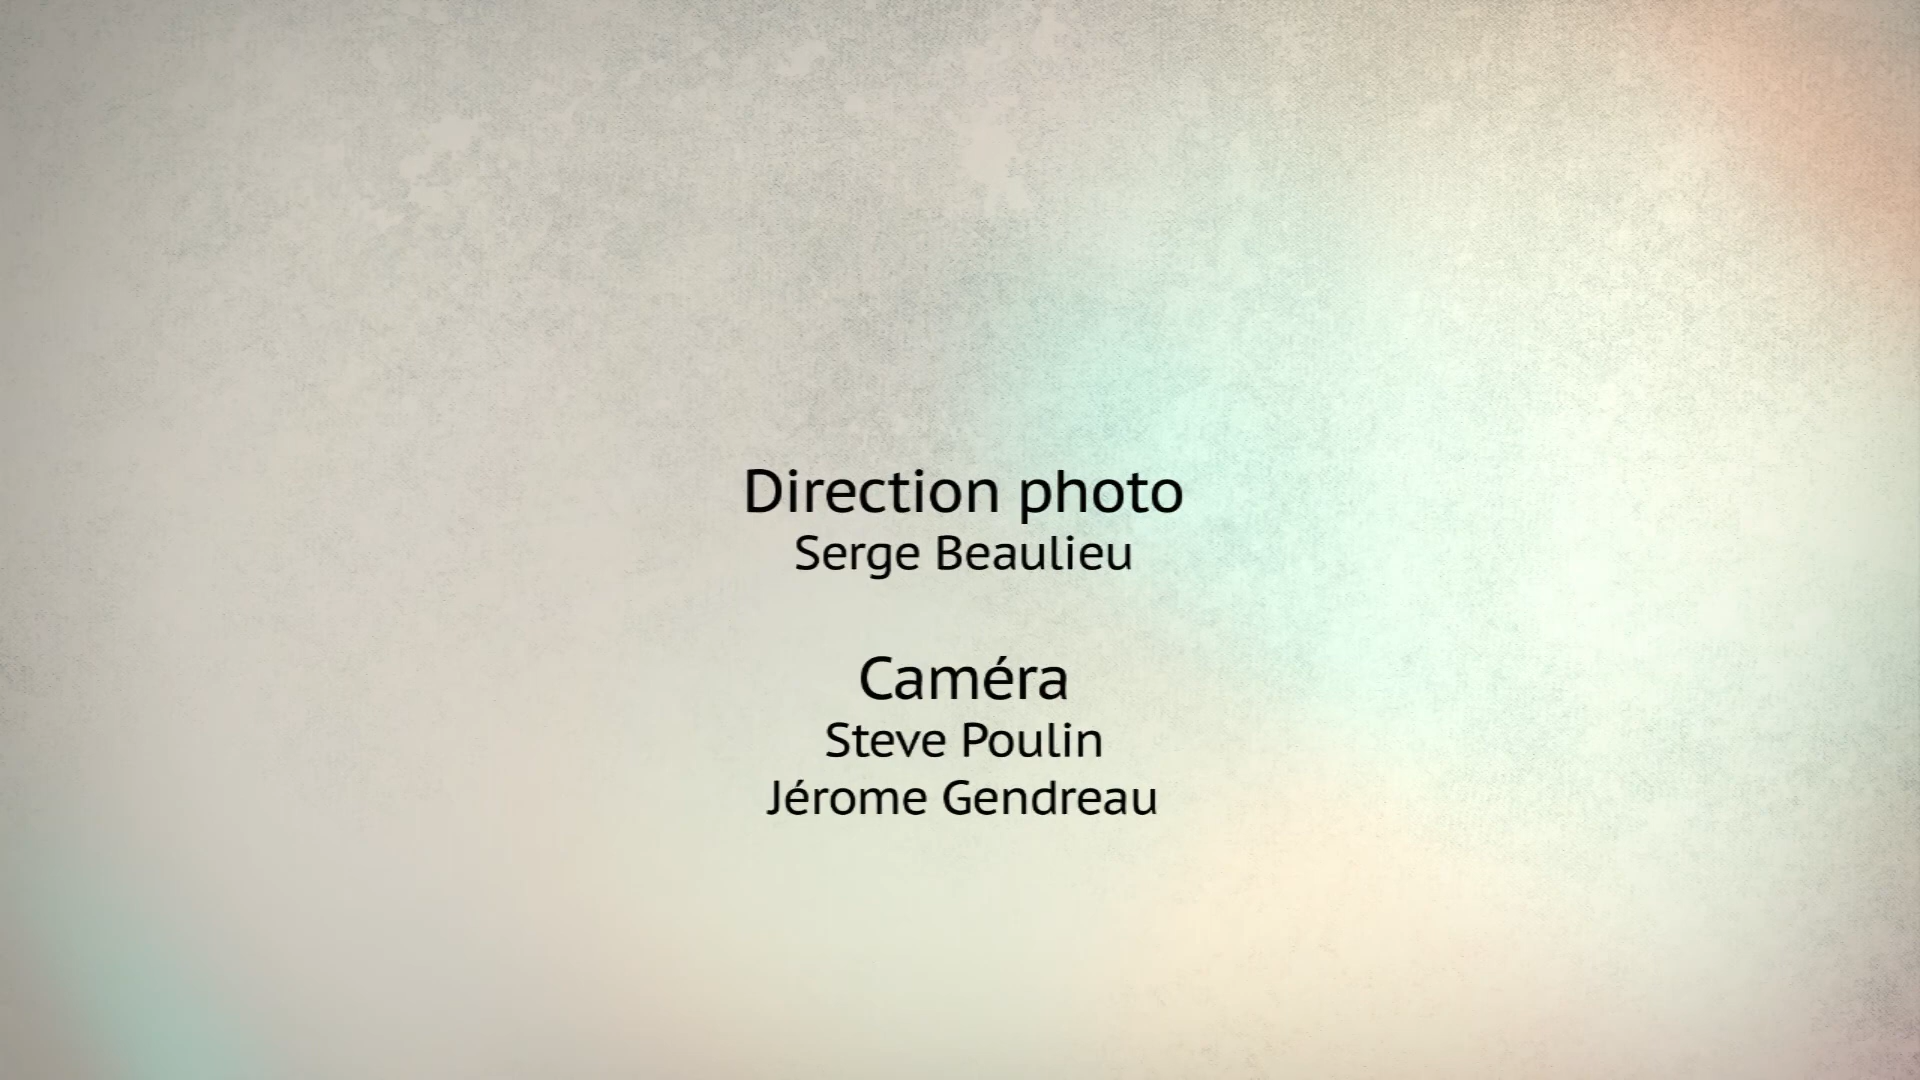 Direction photo
Serge Beaulieu
Caméra
Steve Poulin
Jérome Gendreau